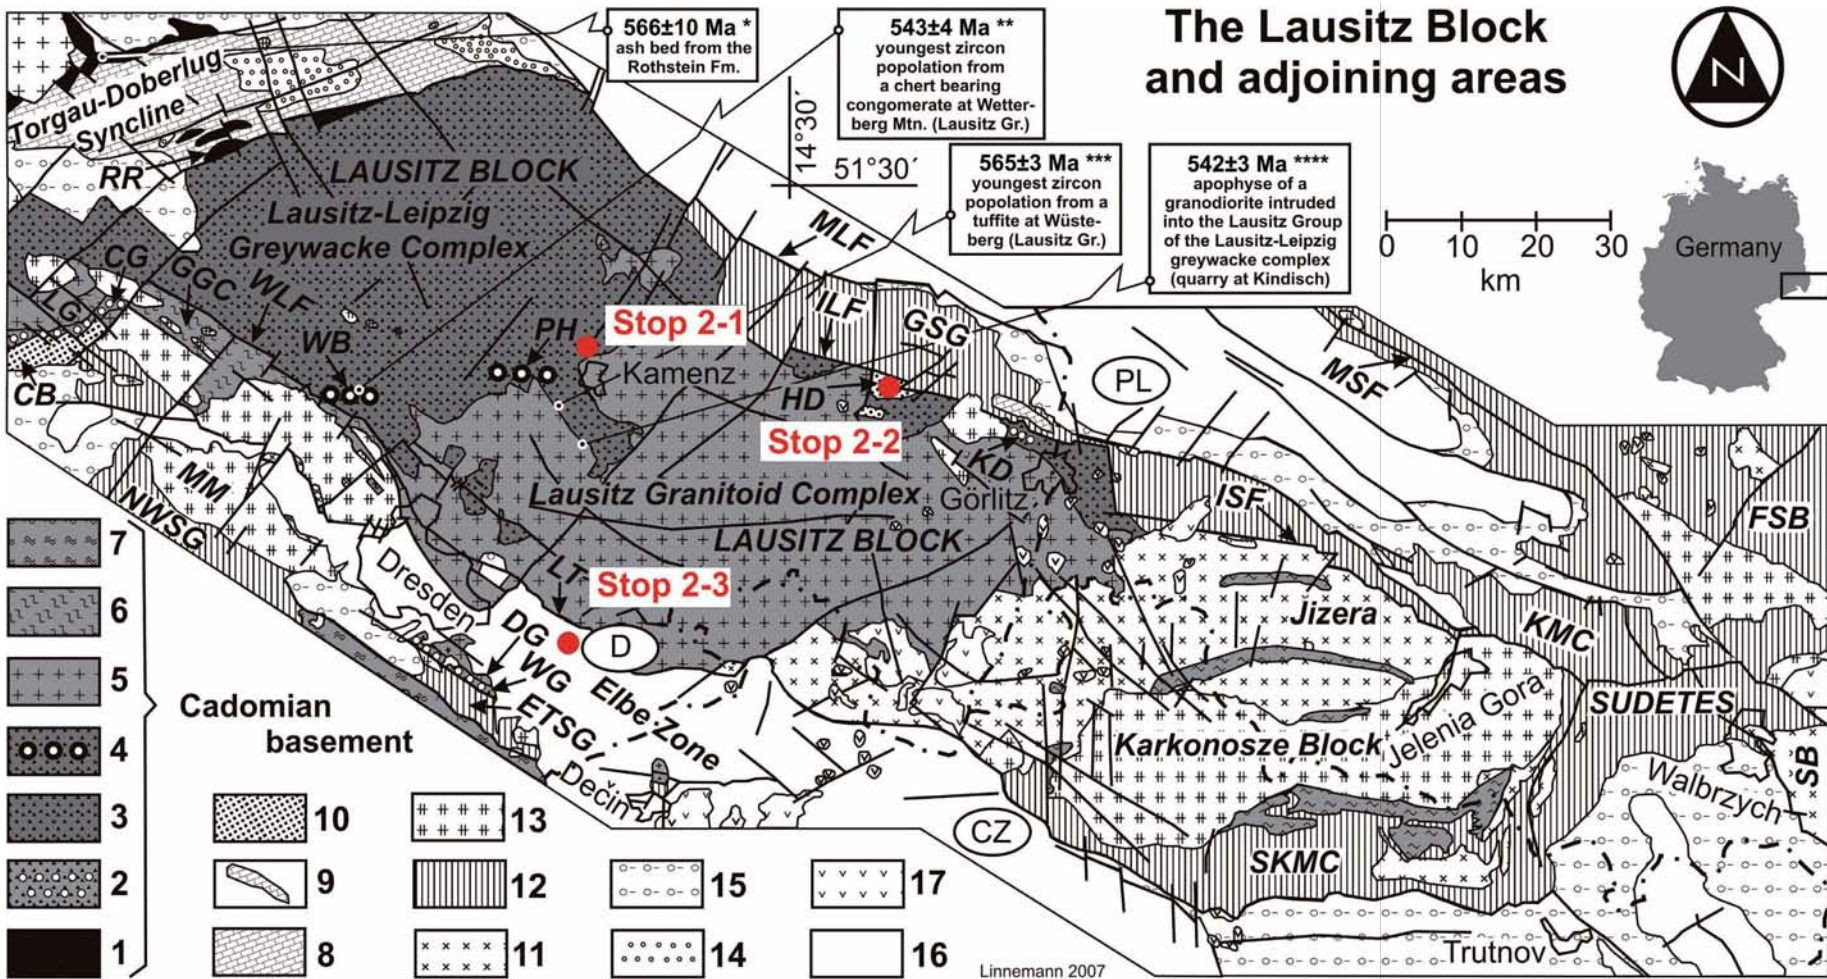 The Lausitz Block
and adjoining areas
N
566±10 Ma *
ash bed from the
Rothstein Fm.
543±4 Ma **
youngest zircon
popolation from
a chert bearing
congomerate at Wetter-
berg Mtn. (Lausitz Gr.)
565±3 Ma ***
youngest zircon
population from a
tuffite at Wüste-
berg (Lausitz Gr.)
542±3 Ma ****
apophyse of a
granodiorite intruded
into the Lausitz Group
of the Lausitz-Leipzig
greywacke complex
(quarry at Kindisch)
14°30´
51°30´
0 10 20 30
km
Germany
Torgau-Doberlug
Syncline
RR
LAUSITZ BLOCK
Lausitz-Leipzig
Greywacke Complex
MLF
CG
GGC
WLF
LG
WB
PH
Stop 2-1
ILF
GSG
Kamenz
HD
Stop 2-2
PL
MSF
CB
KD
Görlitz
Lausitz Granitoid Complex
LAUSITZ BLOCK
ISF
FSB
MM
NWSG
Dresden
LT
Stop 2-3
D
DG
WG
ETSG
Elbe Zone
Děčin
Jizera
KMC
SUDETES
Karkonosze Block
Jelenia Gora
Walbrzych
SB
CZ
SKMC
Trutnov
7
6
5
4
3
2
1
Cadomian
basement
10
9
8
13
12
11
15
14
17
16
Linnemann 2007